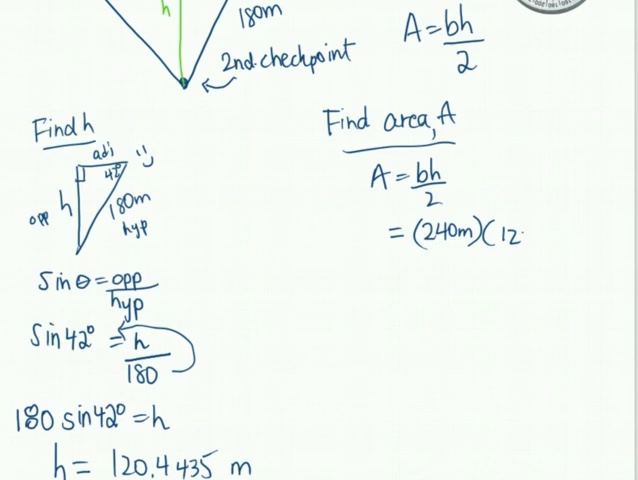 h
180m
2nd checkpoint
A = bh/2
Find h
adj
42°
opp
h
180m
hyp
sin θ = opp/hyp
sin 42° = h/180
180 sin 42° = h
h = 120.4435 m
Find area, A
A = bh/2
= (240m)(12